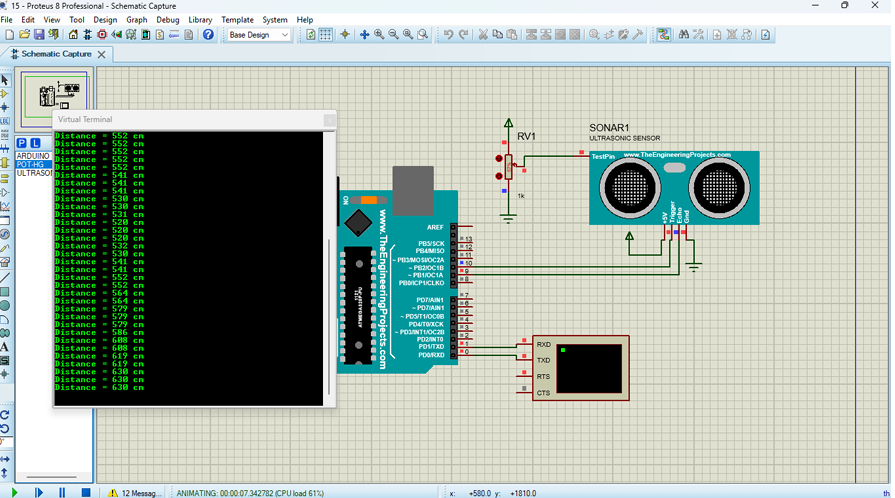 15 - Proteus 8 Professional - Schematic Capture
File Edit View Tool Design Graph Debug Library Template System Help
Base Design
Schematic Capture
Virtual Terminal
P L
ARDUINO
POT-HG
ULTRASON
Distance = 552 cm
Distance = 552 cm
Distance = 552 cm
Distance = 552 cm
Distance = 552 cm
Distance = 541 cm
Distance = 541 cm
Distance = 541 cm
Distance = 530 cm
Distance = 530 cm
Distance = 531 cm
Distance = 520 cm
Distance = 520 cm
Distance = 520 cm
Distance = 532 cm
Distance = 530 cm
Distance = 541 cm
Distance = 541 cm
Distance = 552 cm
Distance = 552 cm
Distance = 564 cm
Distance = 564 cm
Distance = 579 cm
Distance = 579 cm
Distance = 579 cm
Distance = 586 cm
Distance = 608 cm
Distance = 608 cm
Distance = 619 cm
Distance = 619 cm
Distance = 630 cm
Distance = 630 cm
Distance = 630 cm
RV1
1k
SONAR1
ULTRASONIC SENSOR
TestPin www.TheEngineeringProjects.com
+5V
Trigger
Echo
Gnd
ON
www.TheEngineeringProjects.com
AREF
PB5/SCK 13
PB4/MISO 12
~ PB3/MOSI/OC2A 11
~ PB2/OC1B 10
~ PB1/OC1A 9
PB0/ICP1/CLKO 8
PD7/AIN1 7
~ PD6/AIN0 6
~ PD5/T1/OC0B 5
PD4/T0/XCK 4
~ PD3/INT1/OC2B 3
PD2/INT0 2
PD1/TXD 1
PD0/RXD 0
RXD
TXD
RTS
CTS
12 Messag...
ANIMATING: 00:00:07.342782 (CPU load 61%)
x: +580.0 y: +1810.0
th